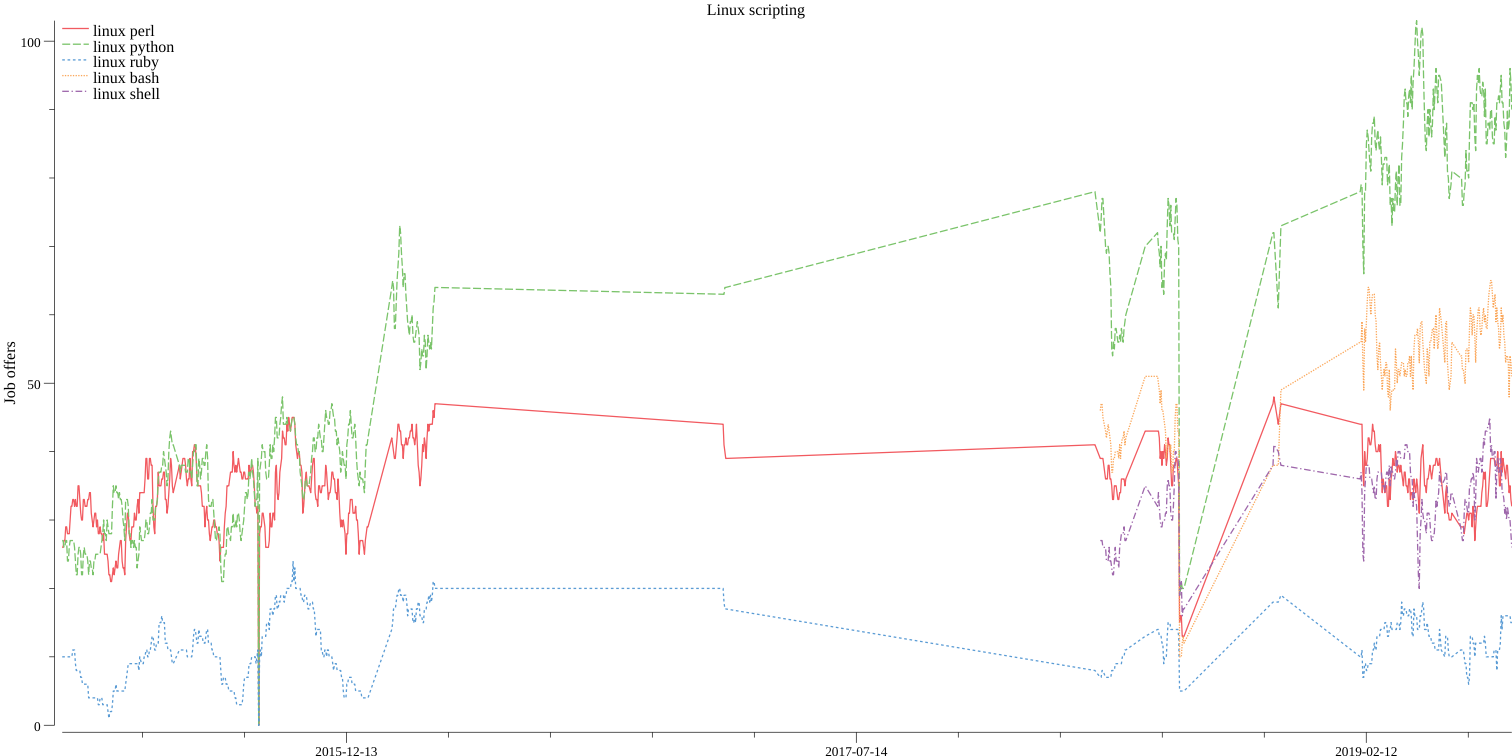 Linux scripting
linux perl
linux python
linux ruby
linux bash
linux shell
100
50
0
Job offers
2015-12-13
2017-07-14
2019-02-12